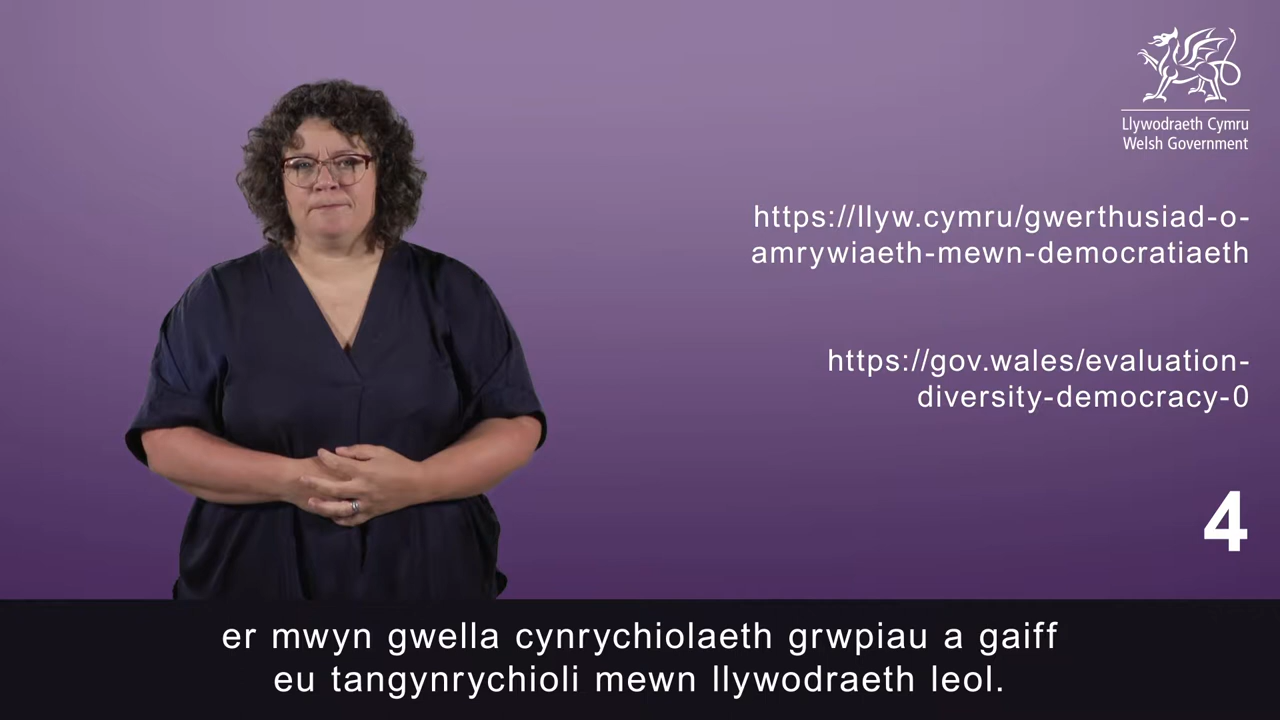 Llywodraeth Cymru
Welsh Government
https://llyw.cymru/gwerthusiad-o-
amrywiaeth-mewn-democratiaeth
https://gov.wales/evaluation-
diversity-democracy-0
4
er mwyn gwella cynrychiolaeth grwpiau a gaiff
eu tangynrychioli mewn llywodraeth leol.